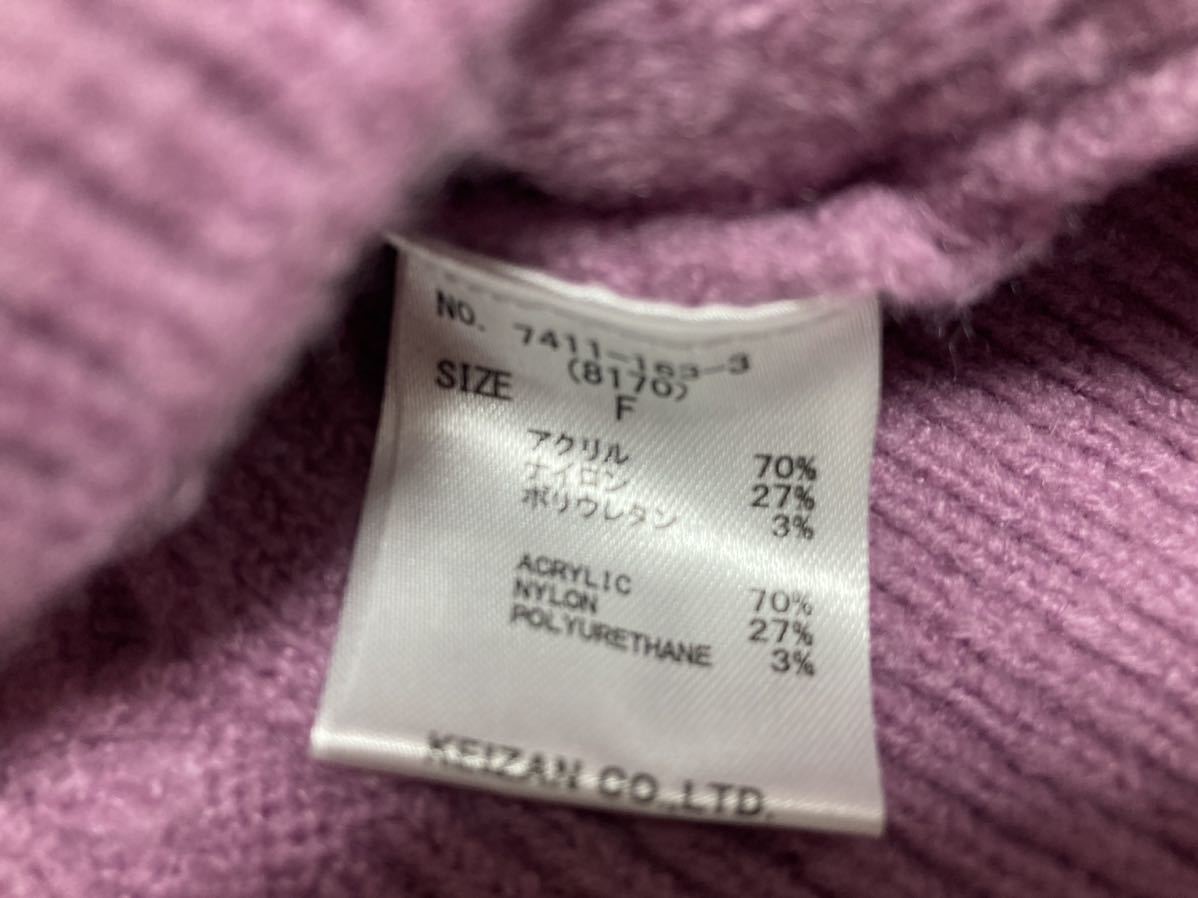 NO. 7411-153-3
(8170)
SIZE F
アクリル 70%
ナイロン 27%
ポリウレタン 3%
ACRYLIC 70%
NYLON 27%
POLYURETHANE 3%
KEIZAN CO.,LTD.